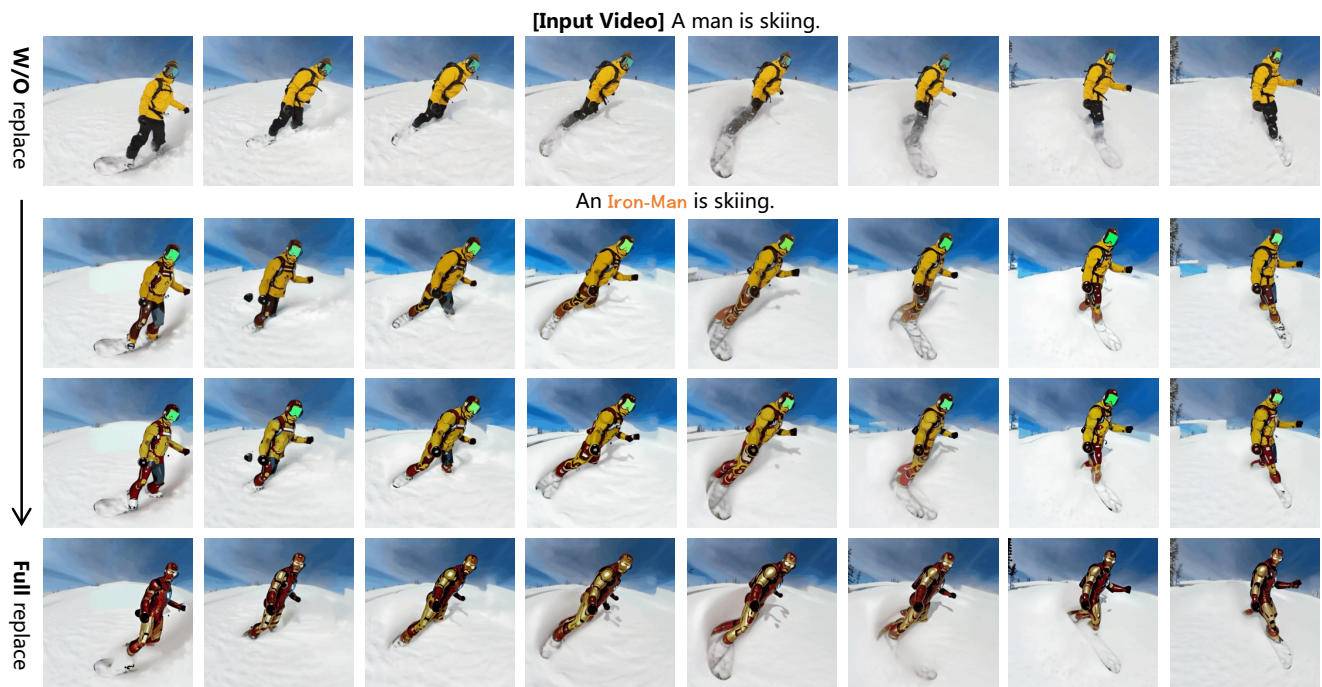 [Input Video] A man is skiing.
W/O replace
An Iron-Man is skiing.
Full replace